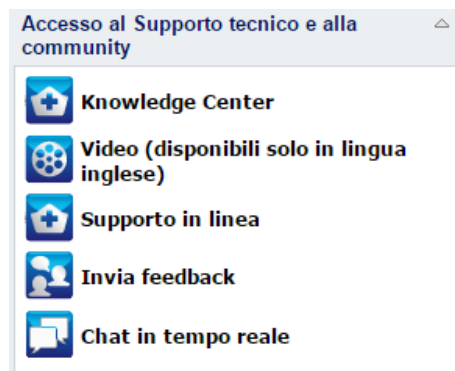 Accesso al Supporto tecnico e alla
community
Knowledge Center
Video (disponibili solo in lingua
inglese)
Supporto in linea
Invia feedback
Chat in tempo reale